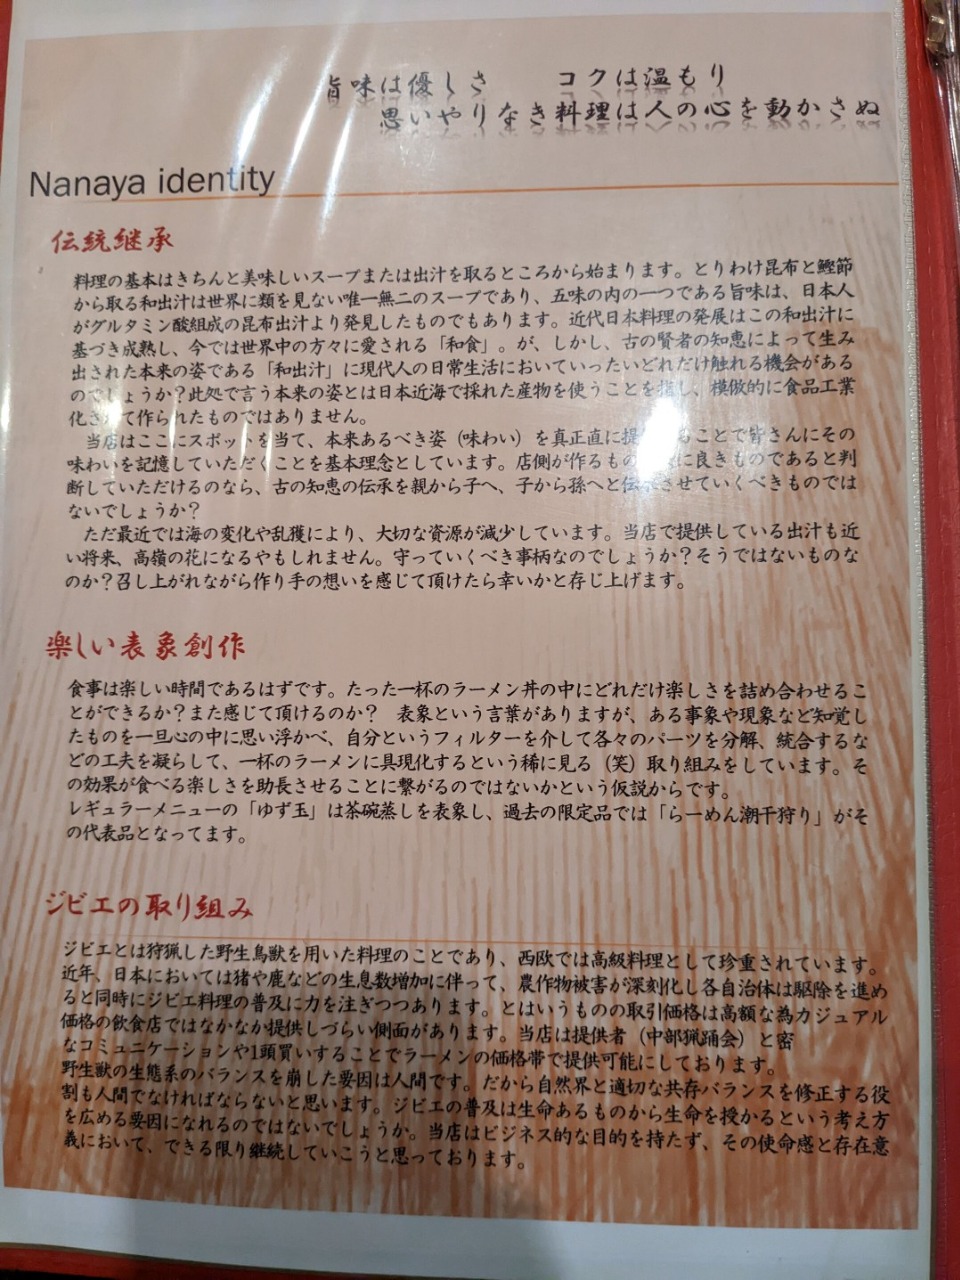 旨味は優しさ　　コクは温もり
思いやりなき料理は人の心を動かさぬ
Nanaya identity
伝統継承
料理の基本はきちんと美味しいスープまたは出汁を取るところから始まります。とりわけ昆布と鰹節
から取る和出汁は世界に類を見ない唯一無二のスープであり、五味の内の一つである旨味は、日本人
がグルタミン酸組成の昆布出汁より発見したものでもあります。近代日本料理の発展はこの和出汁に
基づき成熟し、今では世界中の方々に愛される「和食」。が、しかし、古の賢者の知恵によって生み
出された本来の姿である「和出汁」に現代人の日常生活においていったいどれだけ触れる機会がある
のでしょうか？此処で言う本来の姿とは日本近海で採れた産物を使うことを指し、模倣的に食品工業
化されて作られたものではありません。
当店はここにスポットを当て、本来あるべき姿（味わい）を真正直に提 ることで皆さんにその
味わいを記憶していただくことを基本理念としています。店側が作るもの に良きものであると判
断していただけるのなら、古の知恵の伝承を親から子へ、子から孫へと伝 させていくべきものでは
ないでしょうか？
ただ最近では海の変化や乱獲により、大切な資源が減少しています。当店で提供している出汁も近
い将来、高嶺の花になるやもしれません。守っていくべき事柄なのでしょうか？そうではないものな
のか？召し上がれながら作り手の想いを感じて頂けたら幸いかと存じ上げます。
楽しい表象創作
食事は楽しい時間であるはずです。たった一杯のラーメン丼の中にどれだけ楽しさを詰め合わせるこ
とができるか？また感じて頂けるのか？　表象という言葉がありますが、ある事象や現象など知覚し
たものを一旦心の中に思い浮かべ、自分というフィルターを介して各々のパーツを分解、統合するな
どの工夫を凝らして、一杯のラーメンに具現化するという稀に見る（笑）取り組みをしています。そ
の効果が食べる楽しさを助長させることに繋がるのではないかという仮説からです。
レギュラーメニューの「ゆず玉」は茶碗蒸しを表象し、過去の限定品では「らーめん潮干狩り」がそ
の代表品となってます。
ジビエの取り組み
ジビエとは狩猟した野生鳥獣を用いた料理のことであり、西欧では高級料理として珍重されています。
近年、日本においては猪や鹿などの生息数増加に伴って、農作物被害が深刻化し各自治体は駆除を進め
ると同時にジビエ料理の普及に力を注ぎつつあります。とはいうものの取引価格は高額な為カジュアル
価格の飲食店ではなかなか提供しづらい側面があります。当店は提供者（中部猟踊会）と密
なコミュニケーションや1頭買いすることでラーメンの価格帯で提供可能にしております。
野生獣の生態系のバランスを崩した要因は人間です。だから自然界と適切な共存バランスを修正する役
割も人間でなければならないと思います。ジビエの普及は生命あるものから生命を授かるという考え方
を広める要因になれるのではないでしょうか。当店はビジネス的な目的を持たず、その使命感と存在意
義において、できる限り継続していこうと思っております。